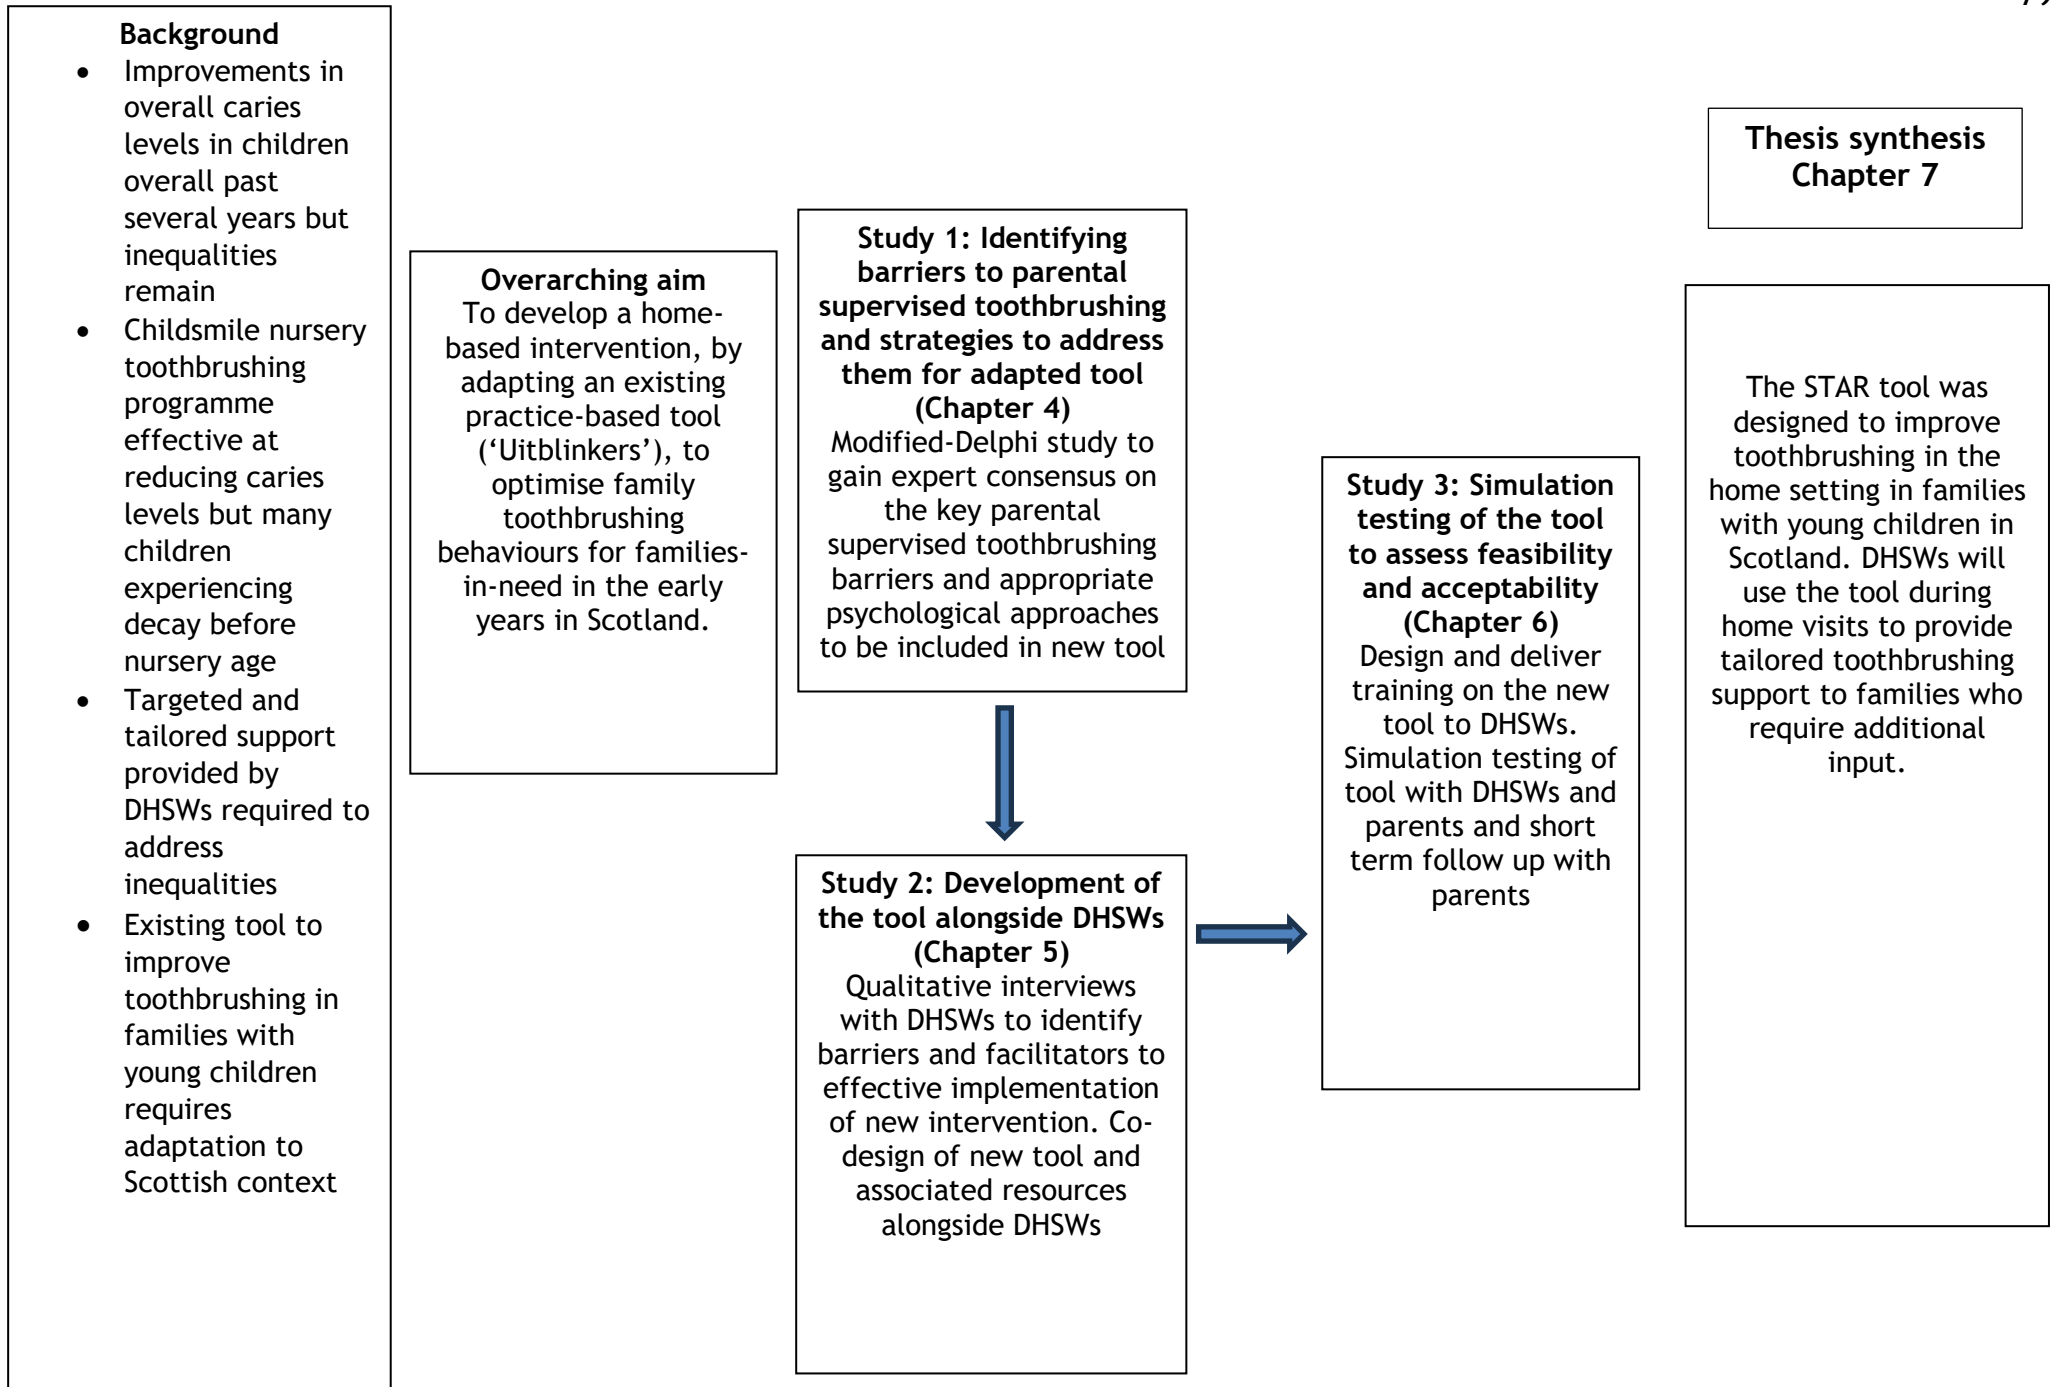 Background
• Improvements in
overall caries
levels in children
overall past
several years but
inequalities
remain
• Childsmile nursery
toothbrushing
programme
effective at
reducing caries
levels but many
children
experiencing
decay before
nursery age
• Targeted and
tailored support
provided by
DHSWs required to
address
inequalities
• Existing tool to
improve
toothbrushing in
families with
young children
requires
adaptation to
Scottish context
Overarching aim
To develop a home-
based intervention, by
adapting an existing
practice-based tool
(‘Uitblinkers’), to
optimise family
toothbrushing
behaviours for families-
in-need in the early
years in Scotland.
Study 1: Identifying
barriers to parental
supervised toothbrushing
and strategies to address
them for adapted tool
(Chapter 4)
Modified-Delphi study to
gain expert consensus on
the key parental
supervised toothbrushing
barriers and appropriate
psychological approaches
to be included in new tool
Study 2: Development of
the tool alongside DHSWs
(Chapter 5)
Qualitative interviews
with DHSWs to identify
barriers and facilitators to
effective implementation
of new intervention. Co-
design of new tool and
associated resources
alongside DHSWs
Study 3: Simulation
testing of the tool
to assess feasibility
and acceptability
(Chapter 6)
Design and deliver
training on the new
tool to DHSWs.
Simulation testing of
tool with DHSWs and
parents and short
term follow up with
parents
Thesis synthesis
Chapter 7
The STAR tool was
designed to improve
toothbrushing in the
home setting in families
with young children in
Scotland. DHSWs will
use the tool during
home visits to provide
tailored toothbrushing
support to families who
require additional
input.